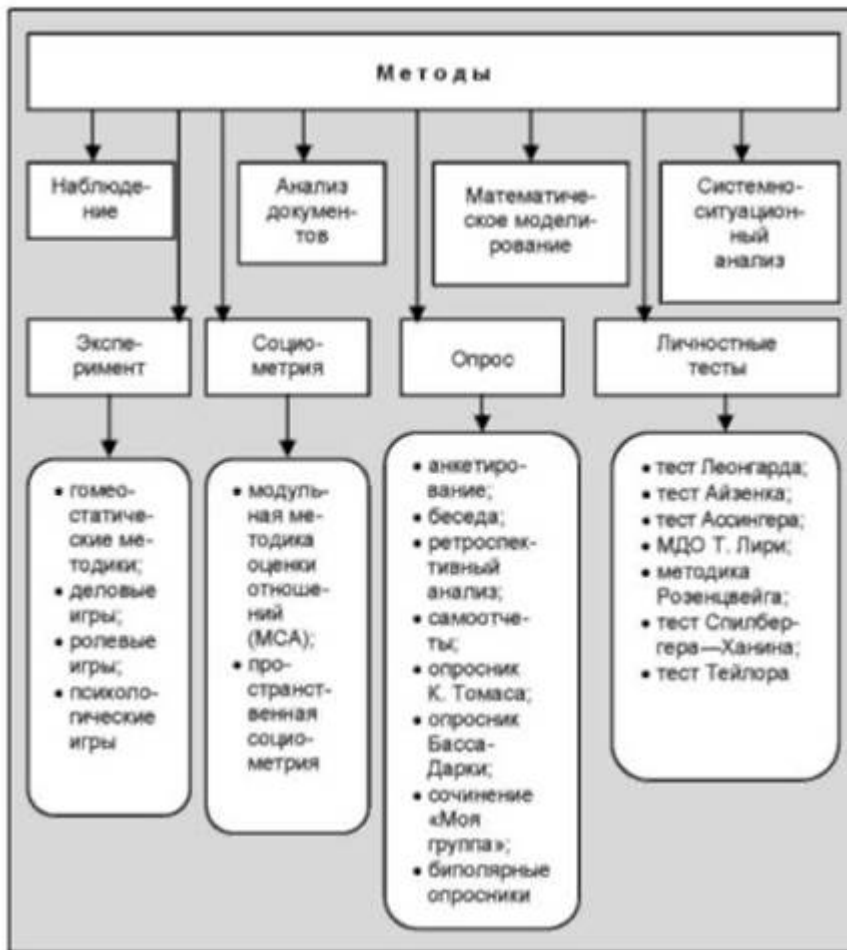 Методы
Наблюде-
ние
Анализ
докумен-
тов
Математиче-
ское модели-
рование
Системно-
ситуацион-
ный
анализ
Экспе-
римент
Социо-
метрия
Опрос
Личностные
тесты
• гомео-
статиче-
ские ме-
тодики;
• деловые
игры;
• ролевые
игры;
• психоло-
гические
игры
• модуль-
ная ме-
тодика
оценки
отноше-
ний
(МСА);
• про-
странст-
венная
социо-
метрия
• анкетиро-
вание;
• беседа;
• ретроспек-
тивный
анализ;
• самоотче-
ты;
• опросник
К. Томаса;
• опросник
Басса-
Дарки;
• сочинение
«Моя
группа»;
• биполярные
опросники
• тест Леонгарда;
• тест Айзенка;
• тест Ассингера;
• МДО Т. Лири;
• методика
Розенцвейга;
• тест Спилбер-
гера—Ханина;
• тест Тейлора